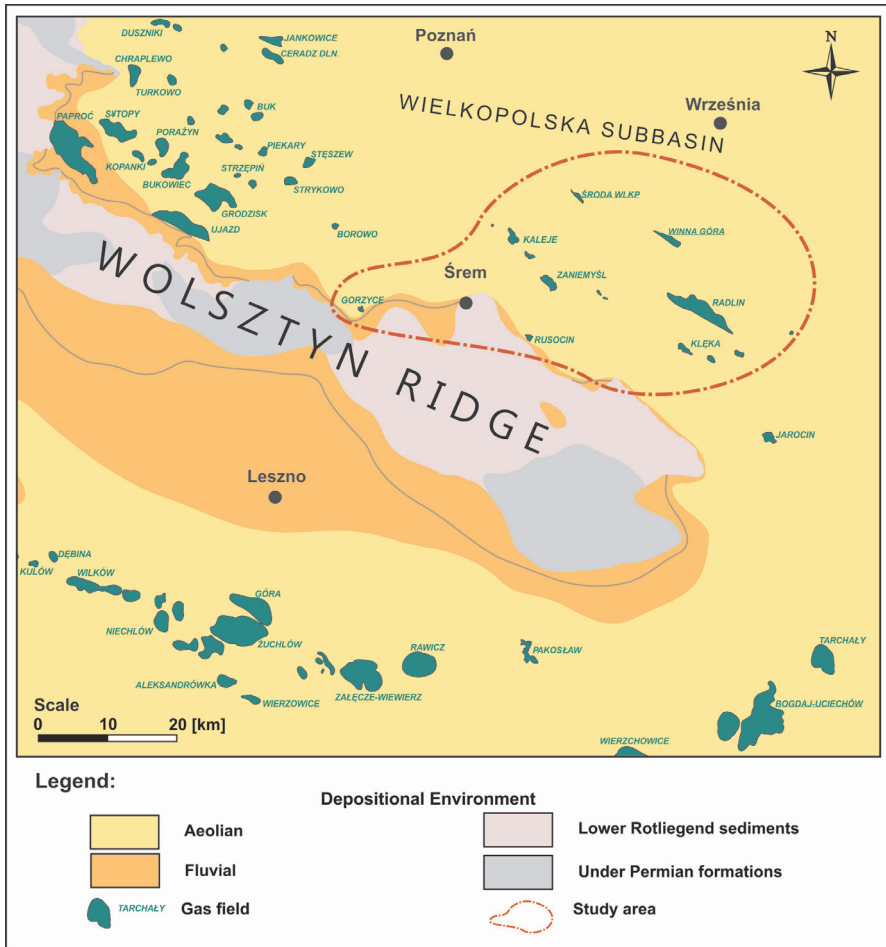 DUSZNIKI
JANKOWICE
CERADZ DLN.
Poznań
N
CHRAPLEWO
TURKOWO
WIELKOPOLSKA SUBBASIN
Września
PAPROĆ
S¥TOPY
BUK
PORAŻYN
PIEKARY
STĘSZEW
KOPANKI
STRZĘPIŃ
BUKOWIEC
STRYKOWO
GRODZISK
UJAZD
BOROWO
ŚRODA WLKP
KALEJE
WINNA GÓRA
Śrem
ZANIEMYŚL
GORZYCE
RADLIN
RUSOCIN
KLĘKA
WOLSZTYN RIDGE
JAROCIN
Leszno
DĘBINA
KULÓW
WILKÓW
GÓRA
NIECHLÓW
ŻUCHLÓW
RAWICZ
PAKOSŁAW
TARCHAŁY
ALEKSANDRÓWKA
WIERZOWICE
ZAŁĘCZE-WIEWIERZ
BOGDAJ-UCIECHÓW
WIERZCHOWICE
Scale
0 10 20 [km]
Legend:
Depositional Environment
Aeolian
Lower Rotliegend sediments
Fluvial
Under Permian formations
TARCHAŁY
Gas field
Study area